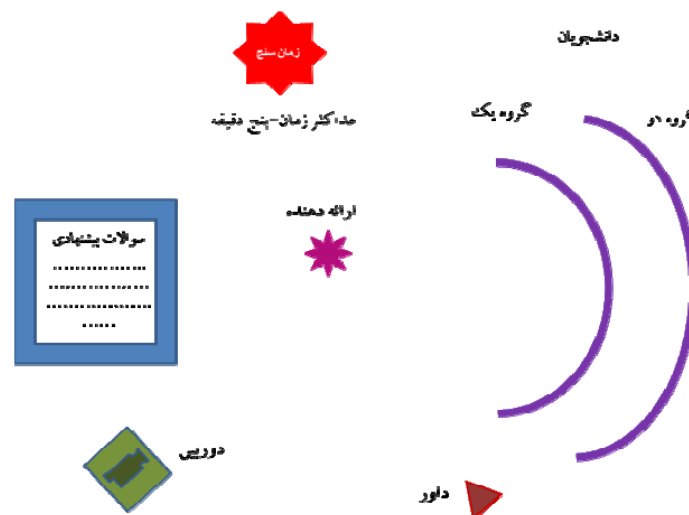 زمان سنج
دانشجویان
حداکثر زمان-پنج دقیقه
گروه یک
گروه دو
ارائه دهنده
سوالات پیشنهادی
..................
...................
....................
......
دوربین
داور